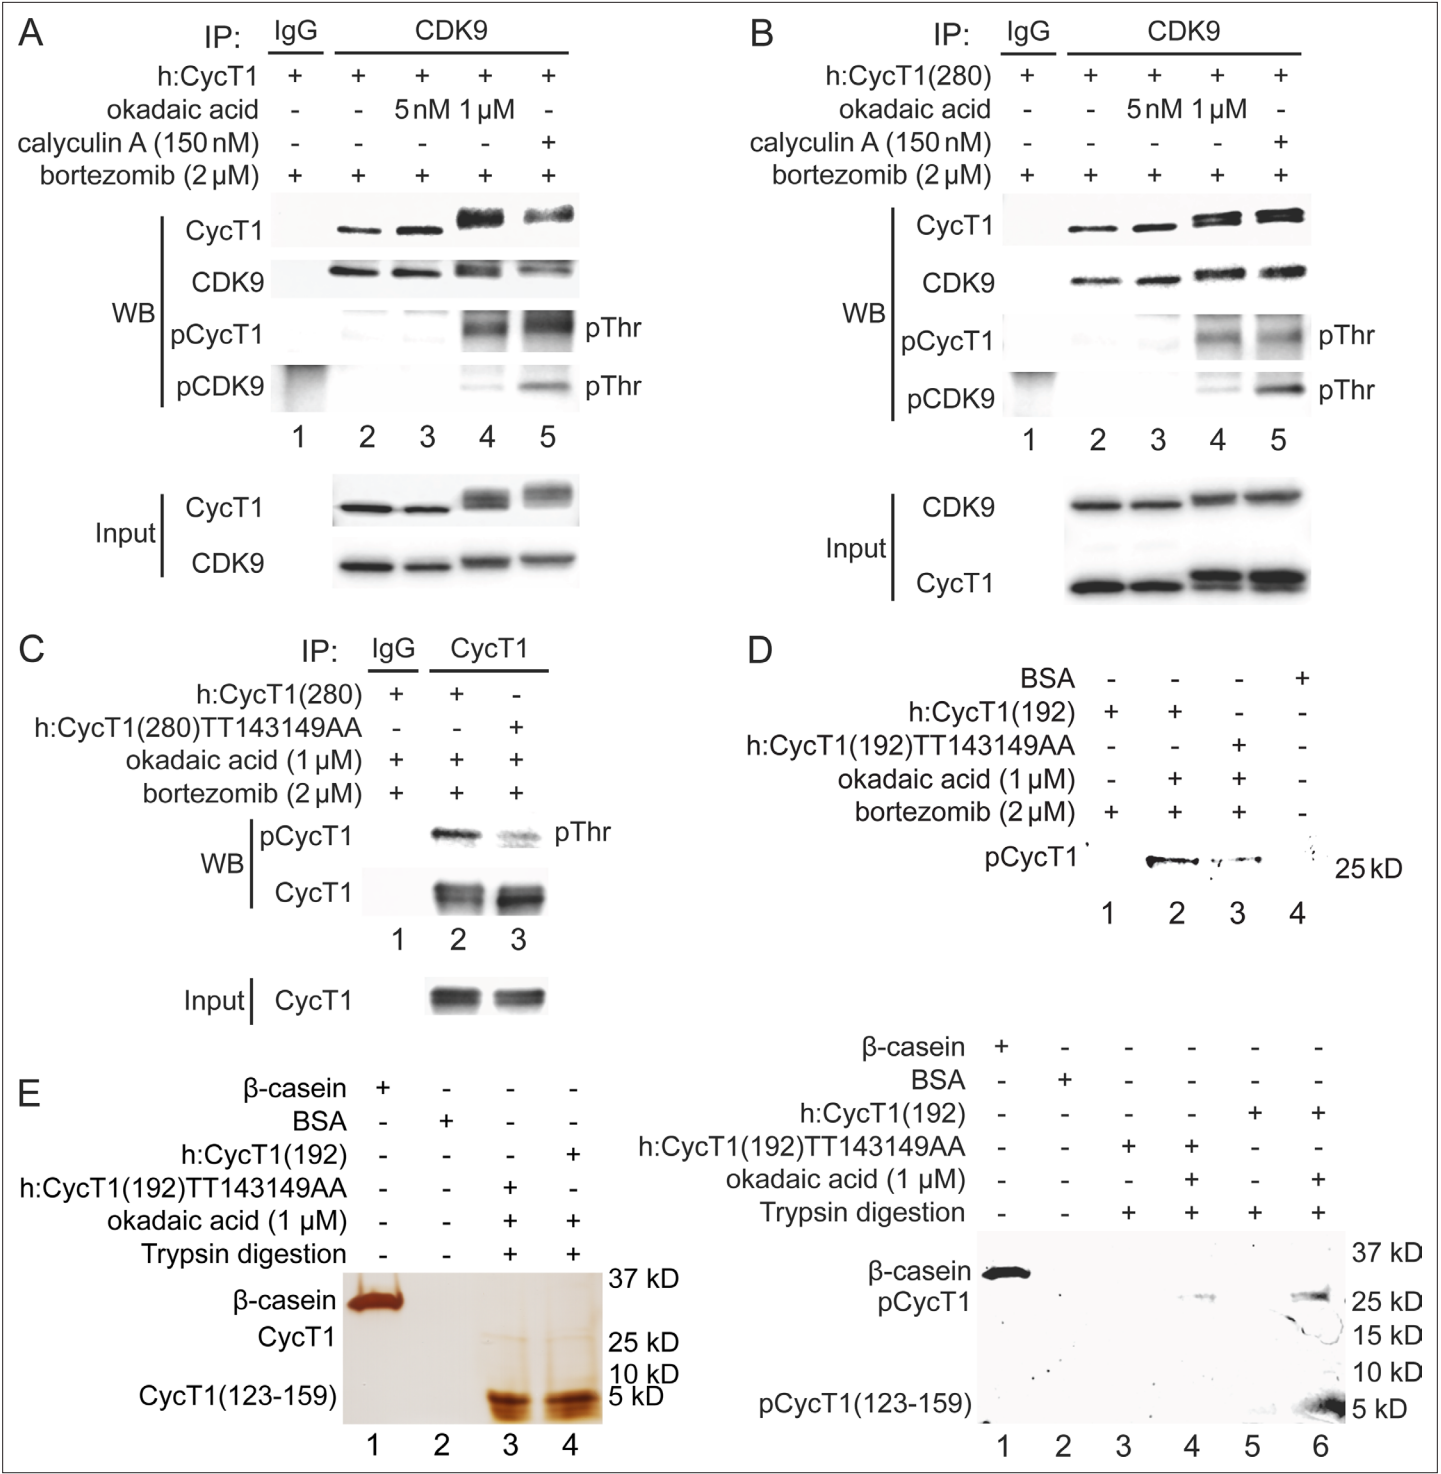 A
IP: IgG CDK9
h:CycT1 + + + + +
okadaic acid - - 5 nM 1 µM -
calyculin A (150 nM) - - - - +
bortezomib (2 µM) + + + + +
WB
CycT1
CDK9
pCycT1 pThr
pCDK9 pThr
1 2 3 4 5
Input
CycT1
CDK9
B
IP: IgG CDK9
h:CycT1(280) + + + + +
okadaic acid - - 5 nM 1 µM -
calyculin A (150 nM) - - - - +
bortezomib (2 µM) + + + + +
WB
CycT1
CDK9
pCycT1 pThr
pCDK9 pThr
1 2 3 4 5
Input
CDK9
CycT1
C
IP: IgG CycT1
h:CycT1(280) + + -
h:CycT1(280)TT143149AA - - +
okadaic acid (1 µM) + + +
bortezomib (2 µM) + + +
WB
pCycT1 pThr
CycT1
1 2 3
Input CycT1
D
BSA - - - +
h:CycT1(192) + + - -
h:CycT1(192)TT143149AA - - + -
okadaic acid (1 µM) - + + -
bortezomib (2 µM) + + + -
pCycT1 25 kD
1 2 3 4
E
β-casein + - - -
BSA - + - -
h:CycT1(192) - - - +
h:CycT1(192)TT143149AA - - + -
okadaic acid (1 µM) - - + +
Trypsin digestion - - + +
37 kD
β-casein
CycT1 25 kD
10 kD
CycT1(123-159) 5 kD
1 2 3 4
β-casein + - - - - -
BSA - + - - - -
h:CycT1(192) - - - - + +
h:CycT1(192)TT143149AA - - + + - -
okadaic acid (1 µM) - - - + - +
Trypsin digestion - - + + + +
37 kD
β-casein
pCycT1 25 kD
15 kD
10 kD
pCycT1(123-159) 5 kD
1 2 3 4 5 6